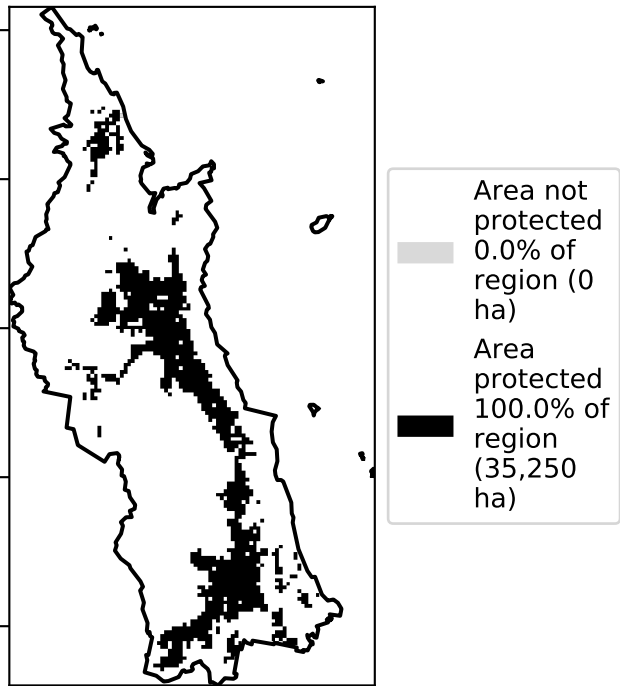 Area not
protected
0.0% of
region (0
ha)
Area
protected
100.0% of
region
(35,250
ha)